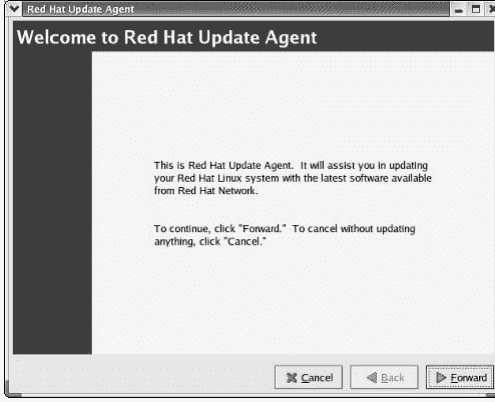 Red Hat Update Agent
Welcome to Red Hat Update Agent
This is Red Hat Update Agent. It will assist you in updating
your Red Hat Linux system with the latest software available
from Red Hat Network.
To continue, click "Forward." To cancel without updating
anything, click "Cancel."
Cancel
Back
Forward